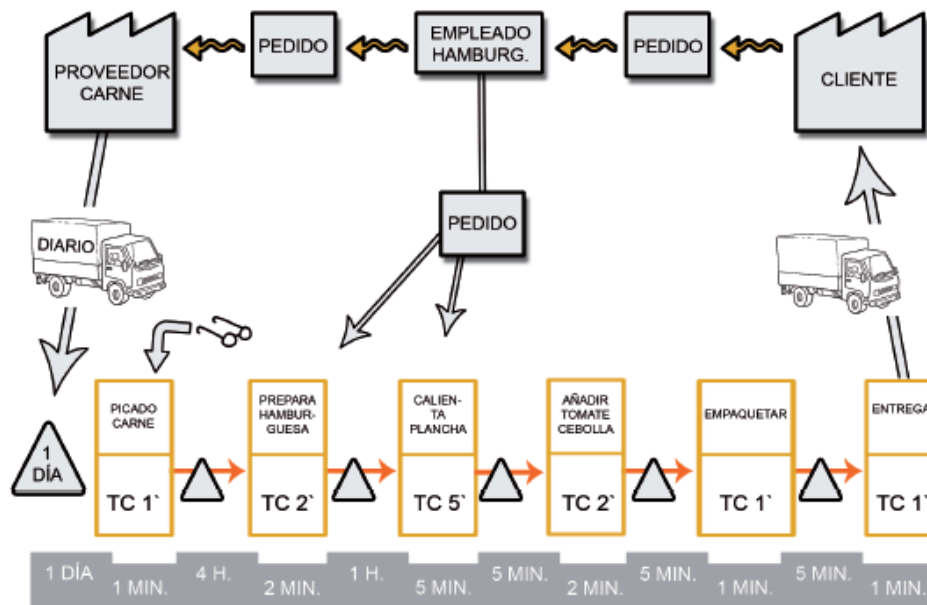 PROVEEDOR
CARNE
PEDIDO
EMPLEADO
HAMBURG.
PEDIDO
CLIENTE
PEDIDO
DIARIO
1
DÍA
PICADO
CARNE
TC 1`
PREPARA
HAMBUR-
GUESA
TC 2`
CALIEN-
TA
PLANCHA
TC 5`
AÑADIR
TOMATE
CEBOLLA
TC 2`
EMPAQUETAR
TC 1`
ENTREGA
TC 1`
1 DÍA
1 MIN.
4 H.
2 MIN.
1 H.
5 MIN.
5 MIN.
2 MIN.
5 MIN.
1 MIN.
5 MIN.
1 MIN.